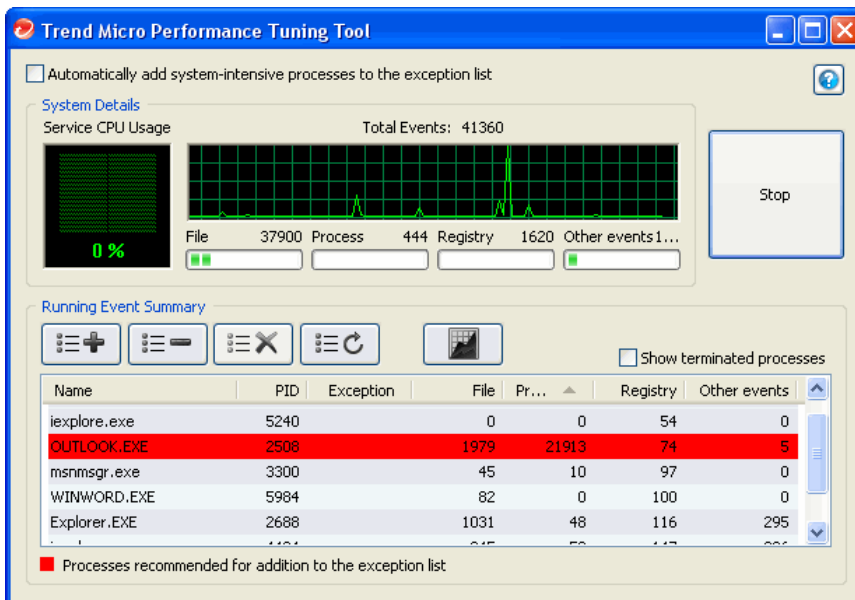 Trend Micro Performance Tuning Tool
Automatically add system-intensive processes to the exception list
System Details
Service CPU Usage
Total Events: 41360
0 %
File 37900 Process 444 Registry 1620 Other events1...
Stop
Running Event Summary
Show terminated processes
Name PID Exception File Pr... Registry Other events
iexplore.exe 5240 0 0 54 0
OUTLOOK.EXE 2508 1979 21913 74 5
msnmsgr.exe 3300 45 10 97 0
WINWORD.EXE 5984 82 0 100 0
Explorer.EXE 2688 1031 48 116 295
Processes recommended for addition to the exception list